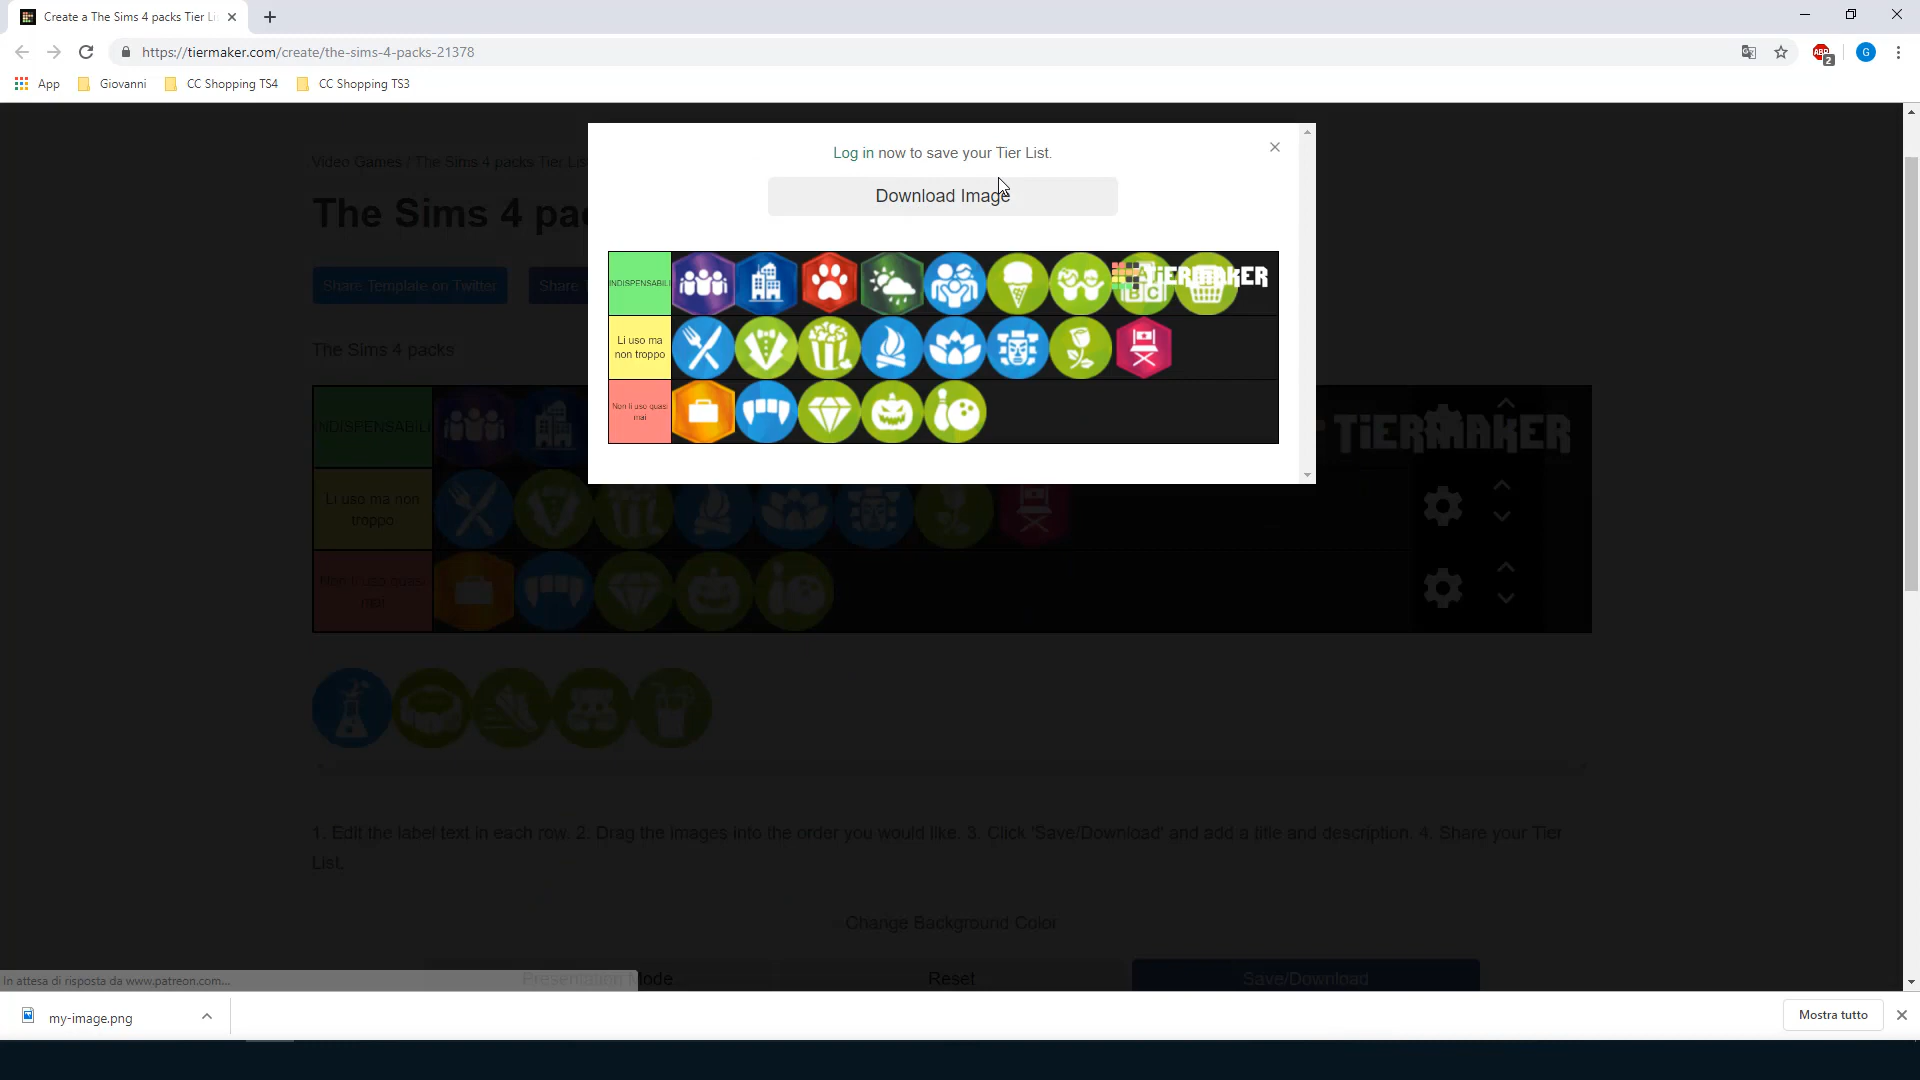 Create a The Sims 4 packs Tier Li
https://tiermaker.com/create/the-sims-4-packs-21378
ABP
2
G
App
Giovanni
CC Shopping TS4
CC Shopping TS3
Log in now to save your Tier List.
Download Image
Video Games / The Sims 4 packs Tier List
The Sims 4 pac
Share Template on Twitter
Share
The Sims 4 packs
INDISPENSABILI
TiERMAKER
Li uso ma
non troppo
Non li uso quasi
mai
INDISPENSABILI
TiERMAKER
Li uso ma non
troppo
Non li uso quasi
mai
1. Edit the label text in each row. 2. Drag the images into the order you would like. 3. Click 'Save/Download' and add a title and description. 4. Share your Tier
List.
Change Background Color
Presentation Mode
Reset
Save/Download
In attesa di risposta da www.patreon.com...
my-image.png
Mostra tutto